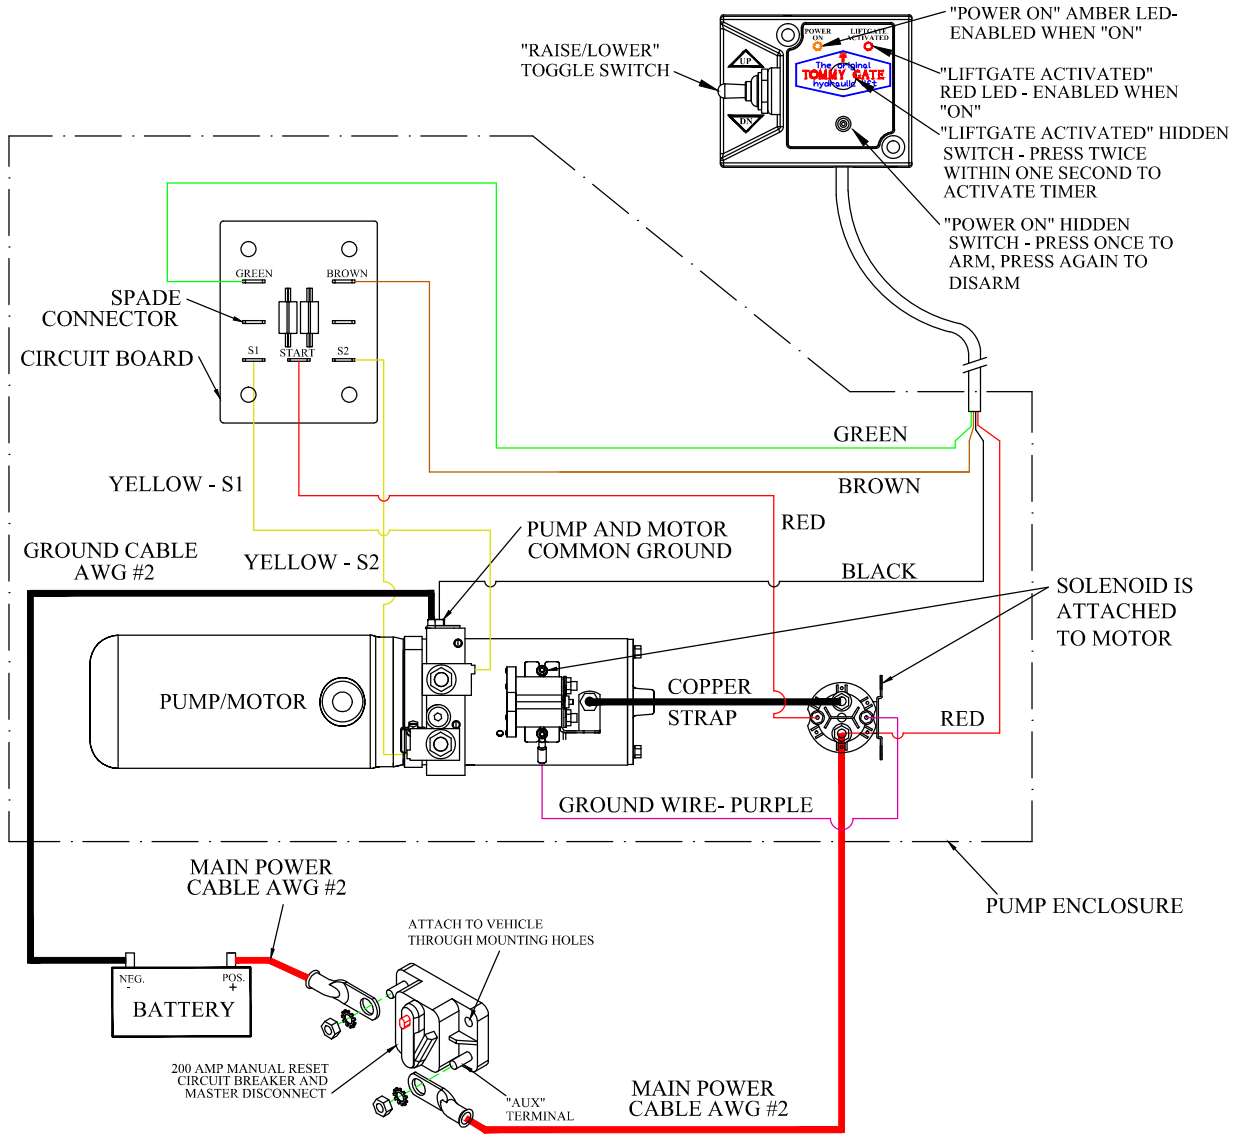 "POWER ON" AMBER LED-
ENABLED WHEN "ON"
"RAISE/LOWER"
TOGGLE SWITCH
POWER
ON
LIFTGATE
ACTIVATED
UP
The original
TOMMY GATE
hydraulic lift
DN
"LIFTGATE ACTIVATED"
RED LED - ENABLED WHEN
"ON"
"LIFTGATE ACTIVATED" HIDDEN
SWITCH - PRESS TWICE
WITHIN ONE SECOND TO
ACTIVATE TIMER
"POWER ON" HIDDEN
SWITCH - PRESS ONCE TO
ARM, PRESS AGAIN TO
DISARM
GREEN
BROWN
SPADE
CONNECTOR
S1
START
S2
CIRCUIT BOARD
GREEN
BROWN
YELLOW - S1
RED
PUMP AND MOTOR
COMMON GROUND
GROUND CABLE
AWG #2
YELLOW - S2
BLACK
SOLENOID IS
ATTACHED
TO MOTOR
PUMP/MOTOR
COPPER
STRAP
RED
GROUND WIRE- PURPLE
MAIN POWER
CABLE AWG #2
PUMP ENCLOSURE
ATTACH TO VEHICLE
THROUGH MOUNTING HOLES
NEG.
-
POS.
+
BATTERY
200 AMP MANUAL RESET
CIRCUIT BREAKER AND
MASTER DISCONNECT
"AUX"
TERMINAL
MAIN POWER
CABLE AWG #2